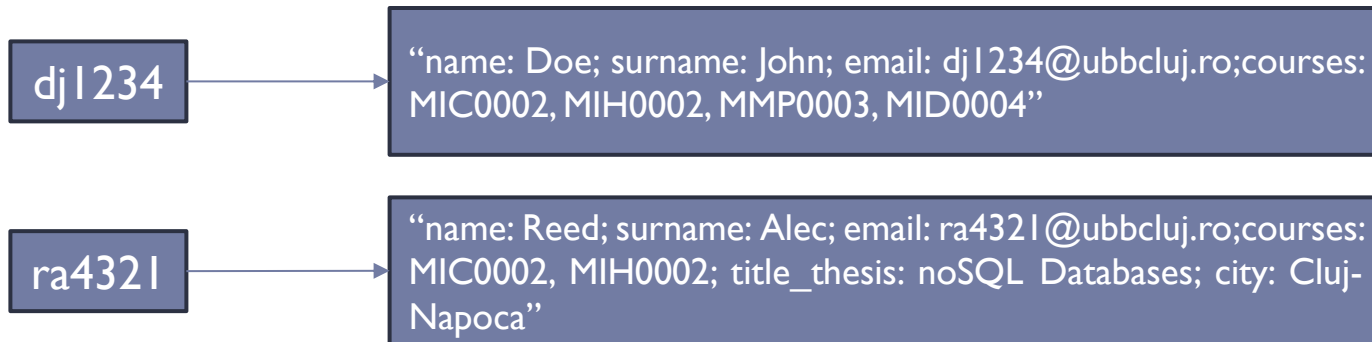 dj1234
“name: Doe; surname: John; email: dj1234@ubbcluj.ro;courses:
MIC0002, MIH0002, MMP0003, MID0004”
ra4321
“name: Reed; surname: Alec; email: ra4321@ubbcluj.ro;courses:
MIC0002, MIH0002; title_thesis: noSQL Databases; city: Cluj-
Napoca”